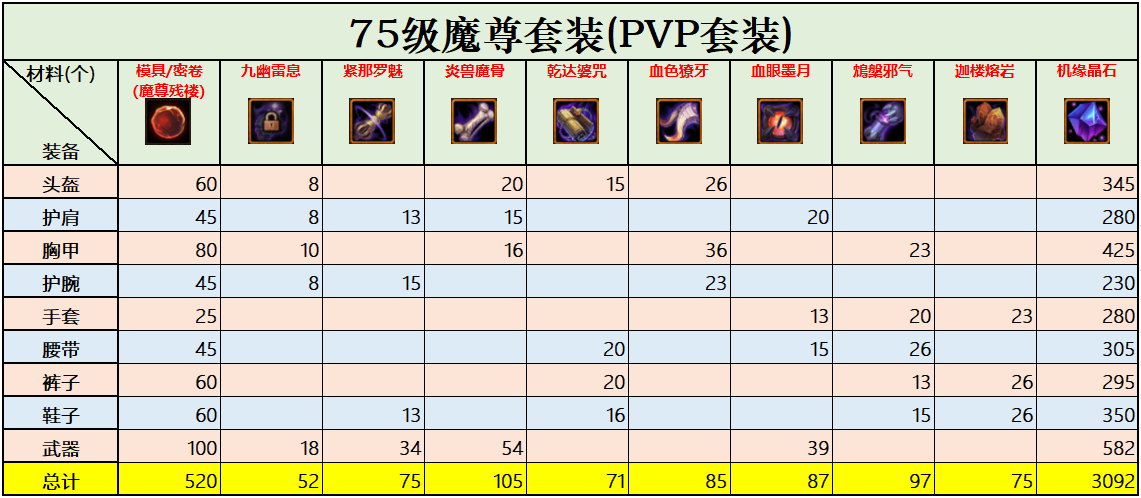 75级魔尊套装(PVP套装)
材料(个) 模具/密卷 九幽雷息 紧那罗魅 炎兽魔骨 乾达婆咒 血色獠牙 血眼墨月 鴆槃邪气 迦楼熔岩 机缘晶石
(魔尊残楼)
装备
头盔 60 8 20 15 26 345
护肩 45 8 13 15 20 280
胸甲 80 10 16 36 23 425
护腕 45 8 15 23 230
手套 25 13 20 23 280
腰带 45 20 15 26 305
裤子 60 20 13 26 295
鞋子 60 13 16 15 26 350
武器 100 18 34 54 39 582
总计 520 52 75 105 71 85 87 97 75 3092